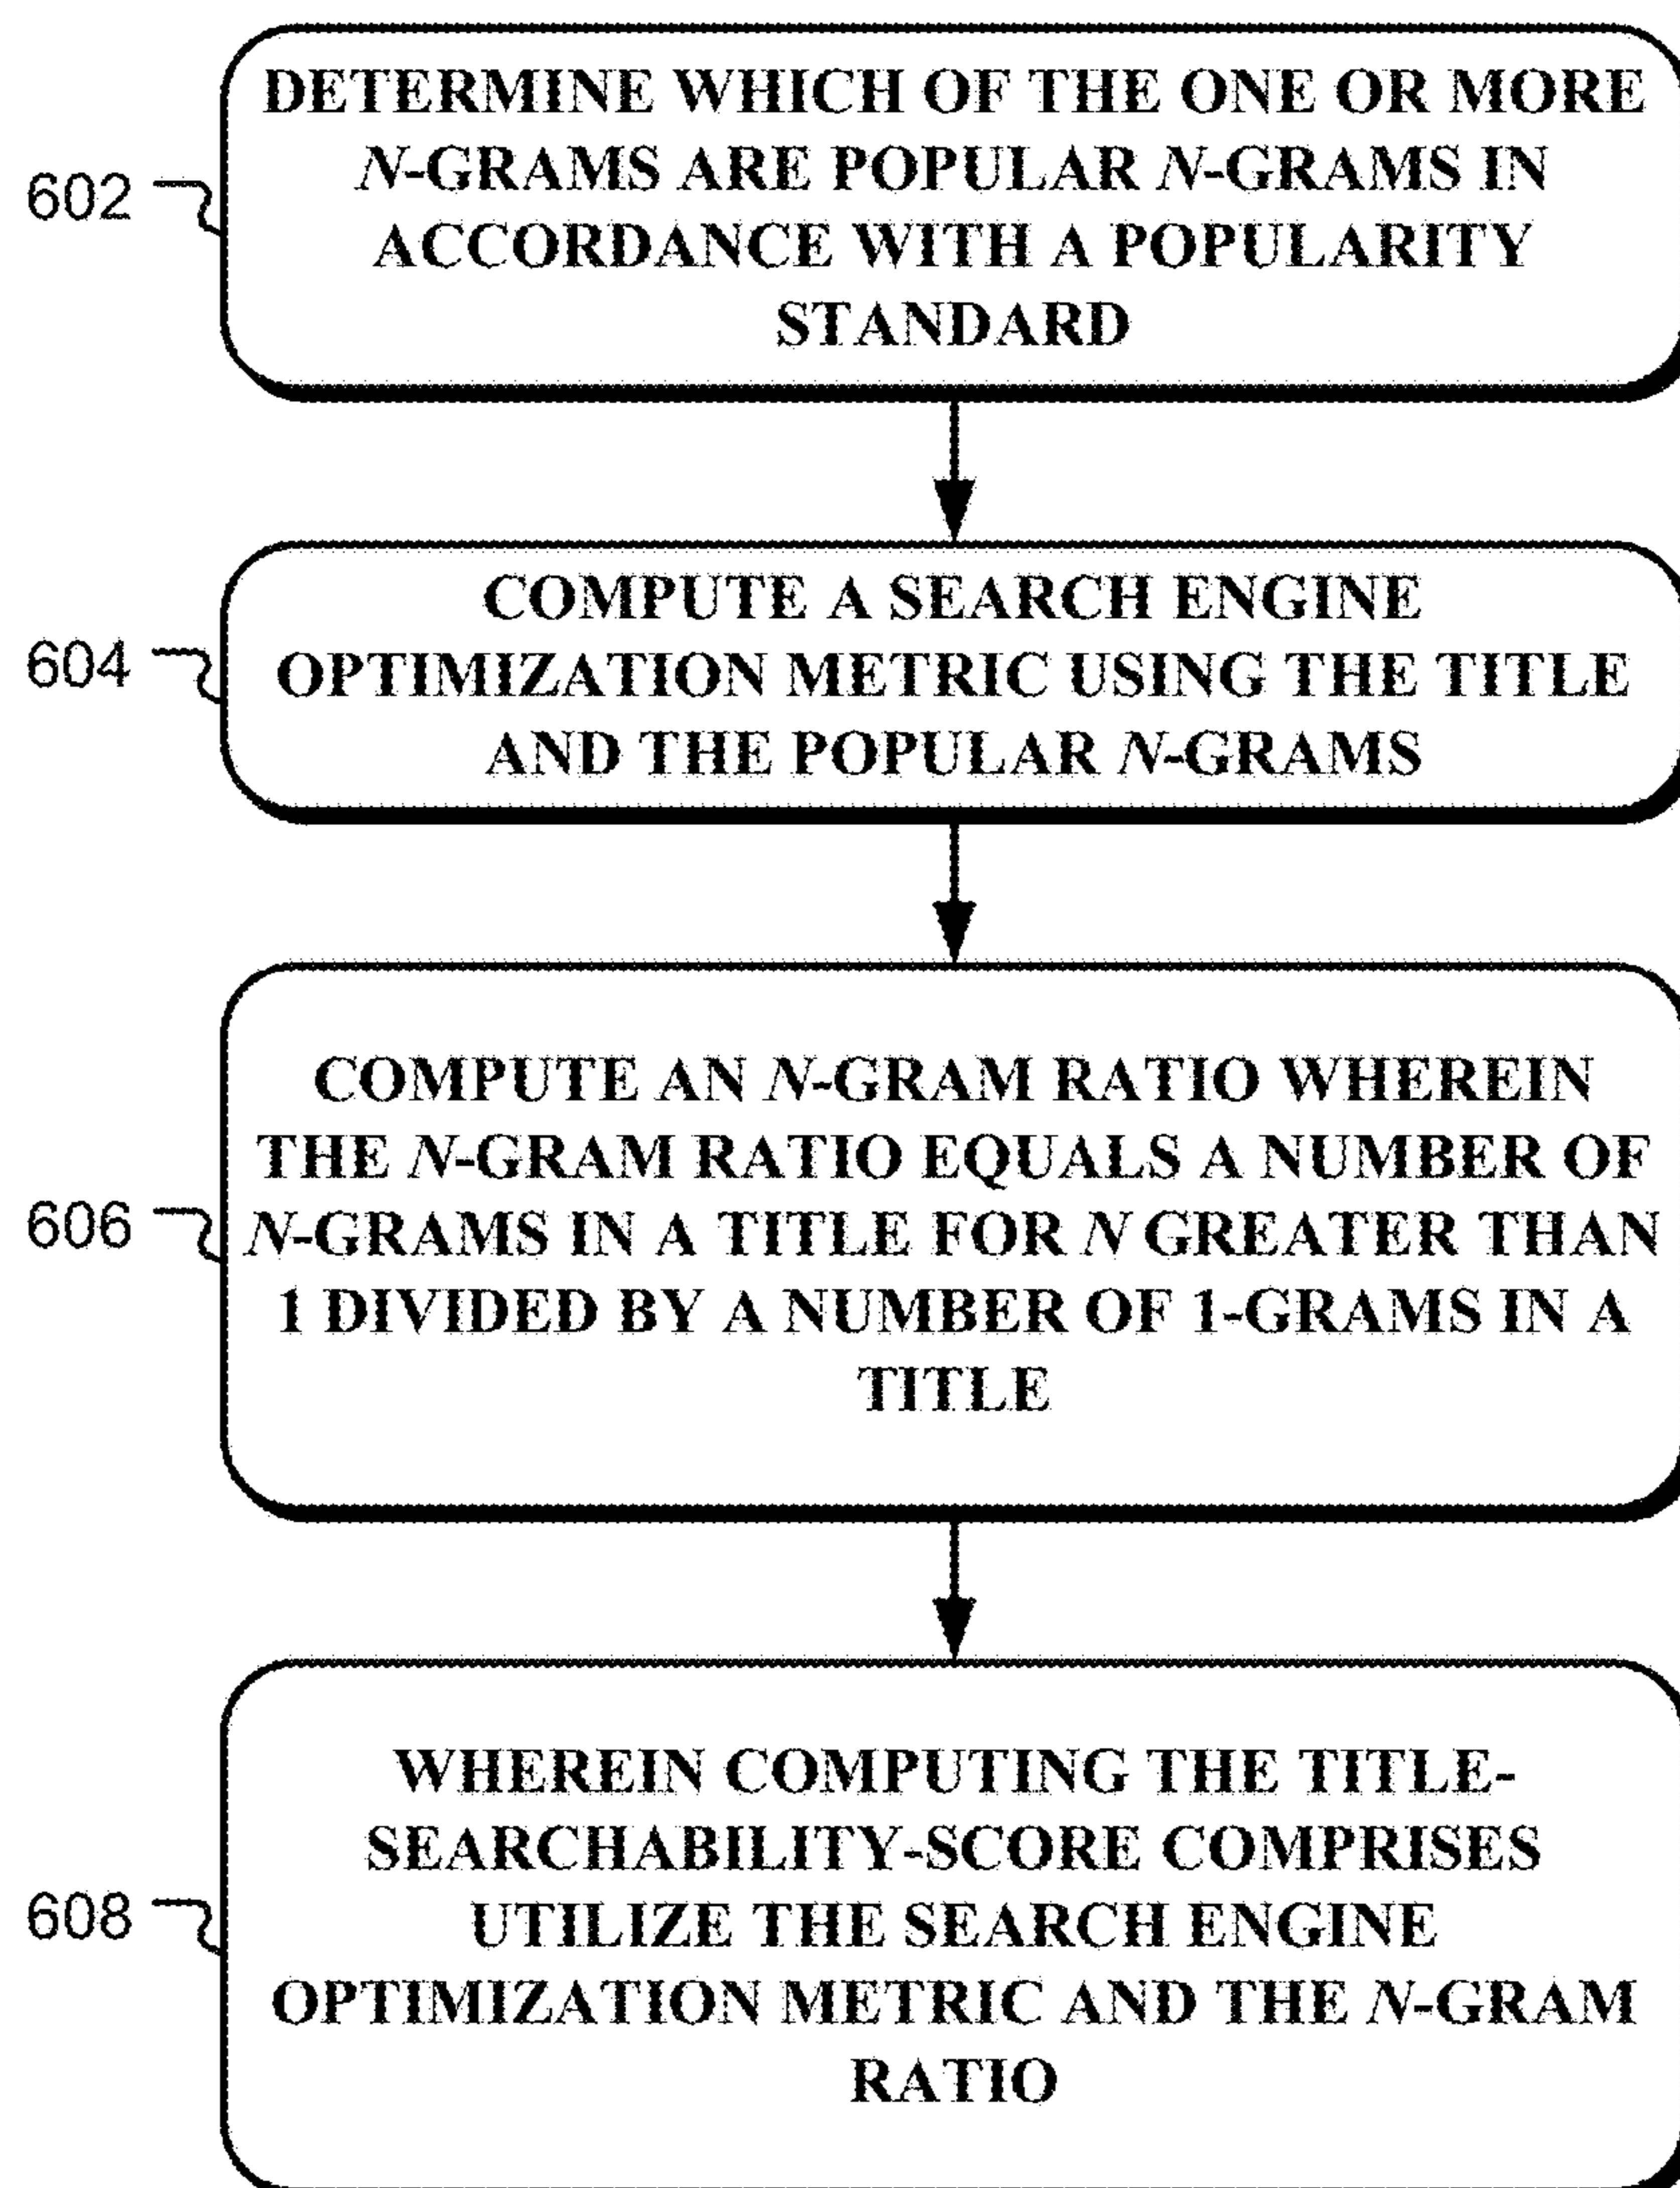 DETERMINE WHICH OF THE ONE OR MORE
602
N-GRAMS ARE POPULAR N-GRAMS IN
ACCORDANCE WITH A POPULARITY
STANDARD
COMPUTE A SEARCH ENGINE
604
OPTIMIZATION METRIC USING THE TITLE
AND THE POPULAR N-GRAMS
COMPUTE AN N-GRAM RATIO WHEREIN
THE N-GRAM RATIO EQUALS A NUMBER OF
606
N-GRAMS IN A TITLE FOR N GREATER THAN
1 DIVIDED BY A NUMBER OF 1-GRAMS IN A
TITLE
WHEREIN COMPUTING THE TITLE-
SEARCHABILITY-SCORE COMPRISES
608
UTILIZE THE SEARCH ENGINE
OPTIMIZATION METRIC AND THE N-GRAM
RATIO